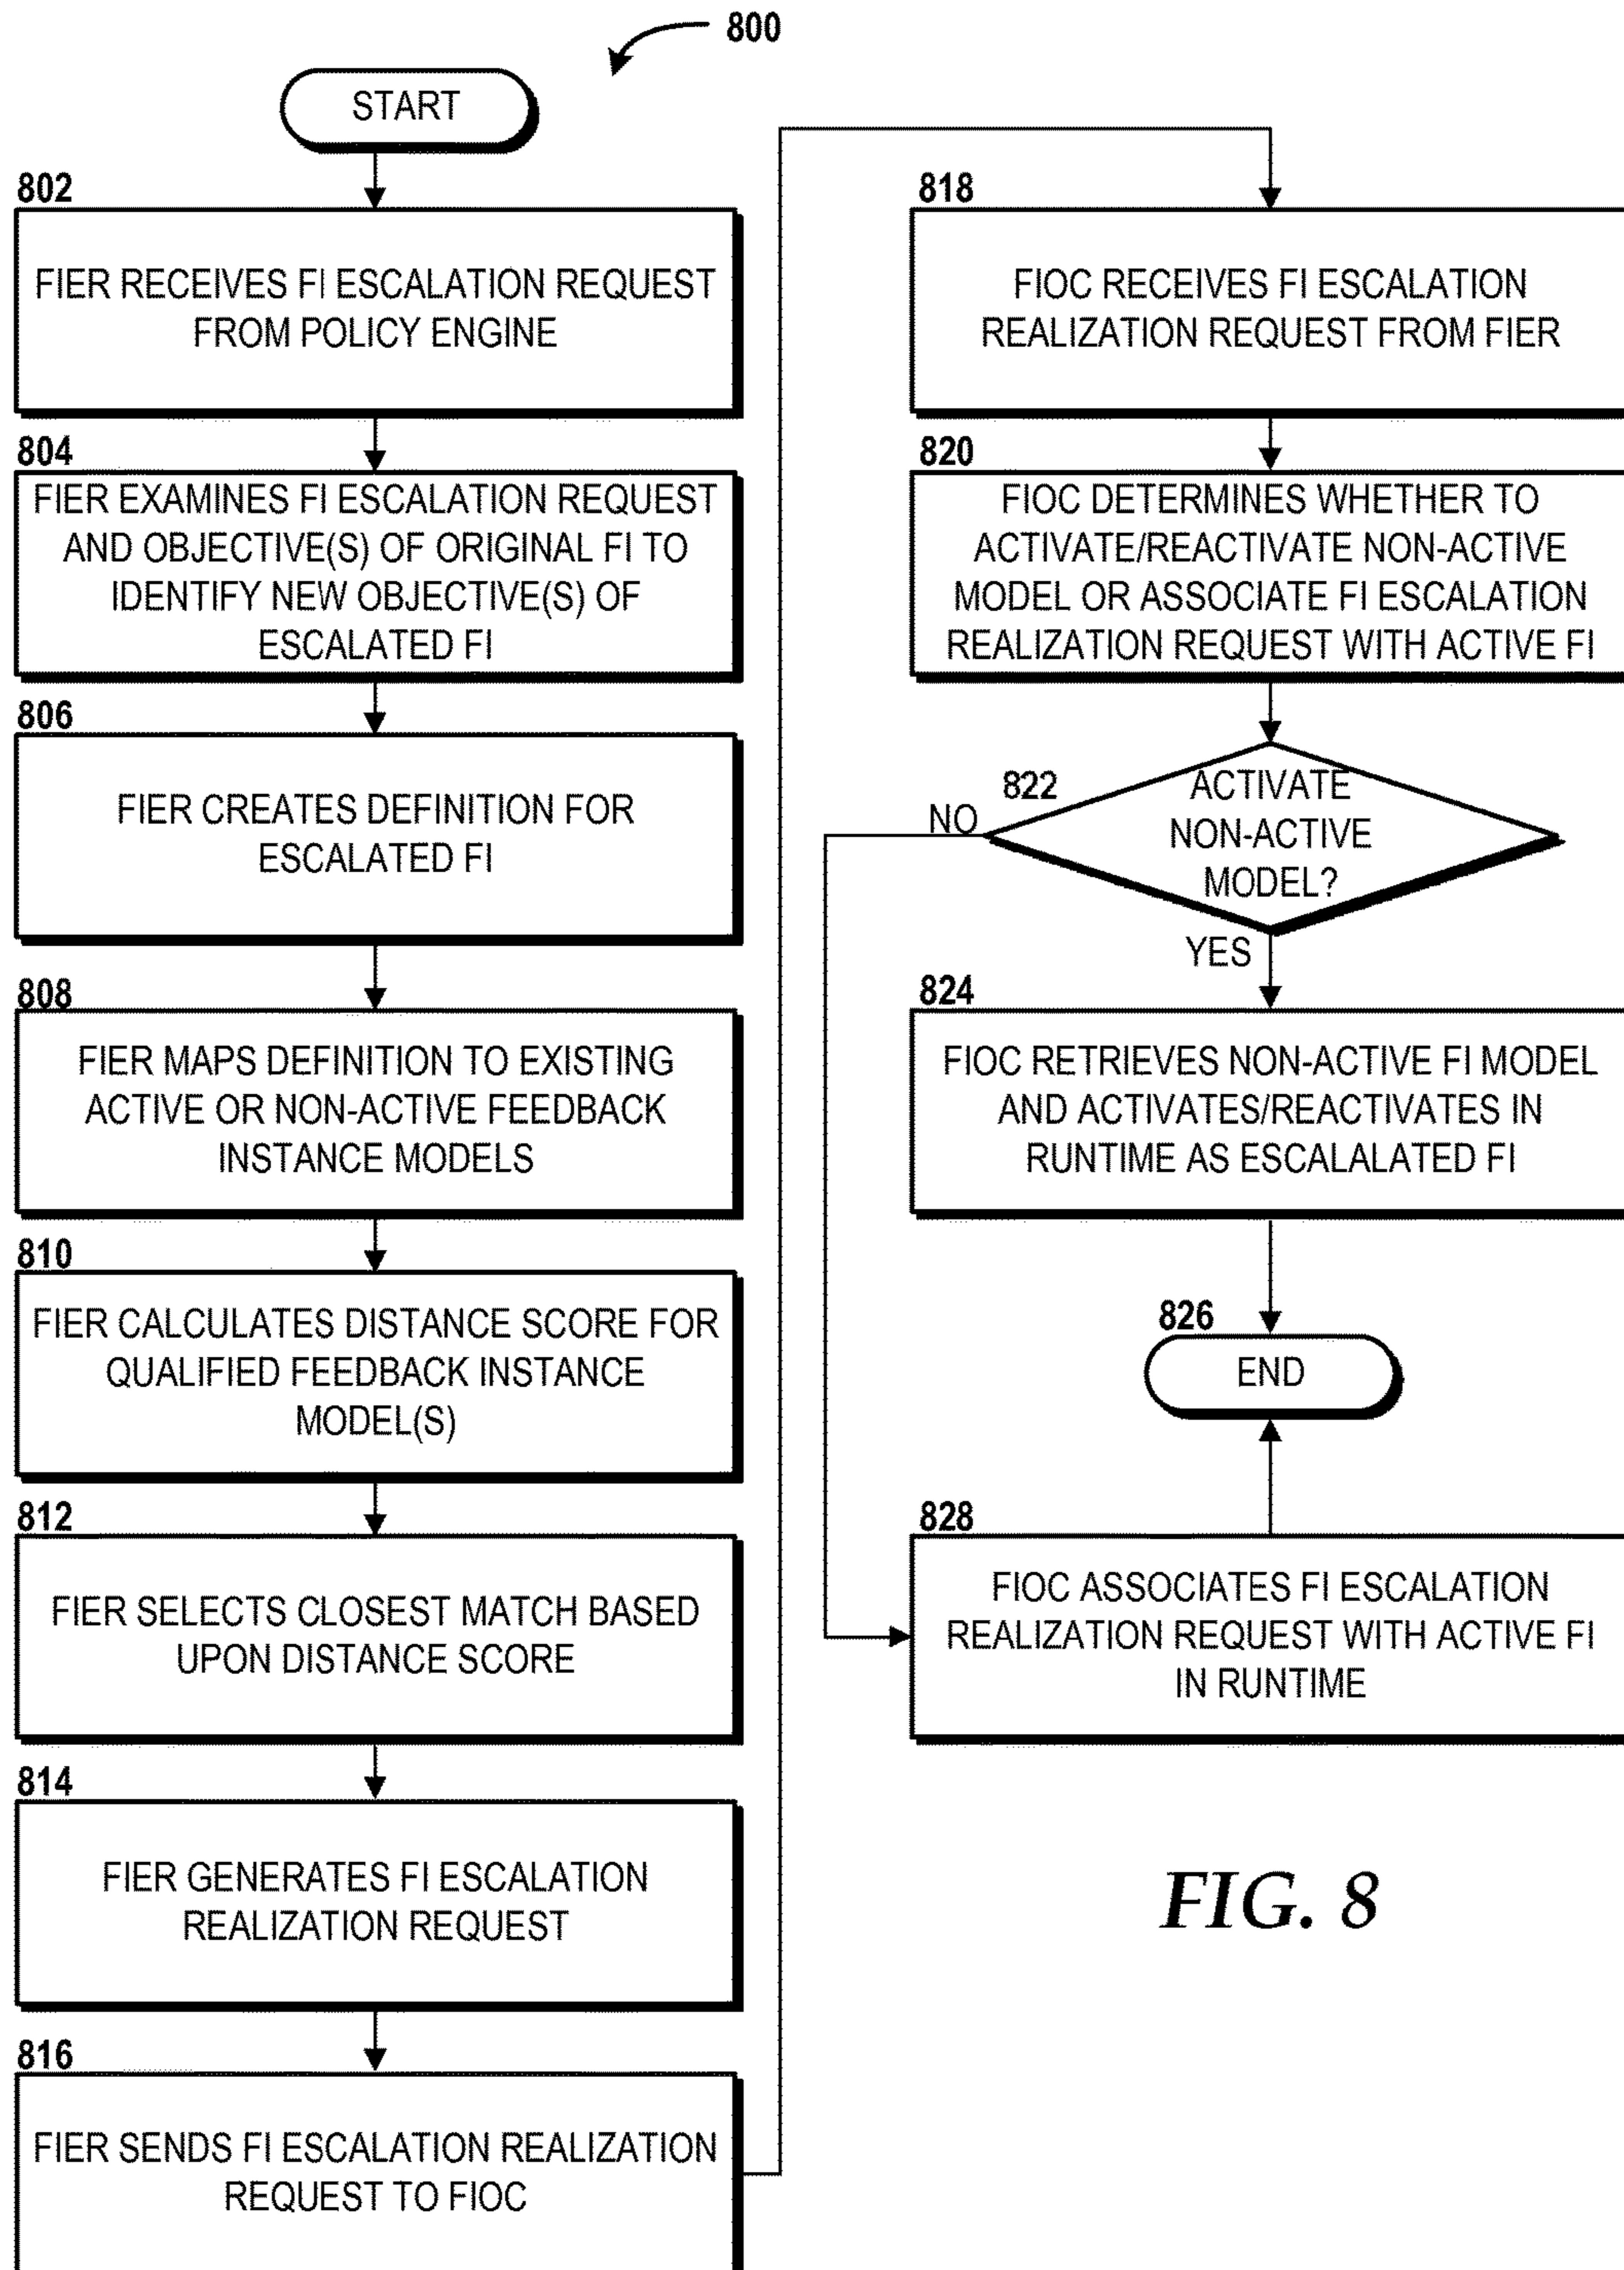 800
START
802
FIER RECEIVES FI ESCALATION REQUEST
FROM POLICY ENGINE
804
FIER EXAMINES FI ESCALATION REQUEST
AND OBJECTIVE(S) OF ORIGINAL FI TO
IDENTIFY NEW OBJECTIVE(S) OF
ESCALATED FI
806
FIER CREATES DEFINITION FOR
ESCALATED FI
808
FIER MAPS DEFINITION TO EXISTING
ACTIVE OR NON-ACTIVE FEEDBACK
INSTANCE MODELS
810
FIER CALCULATES DISTANCE SCORE FOR
QUALIFIED FEEDBACK INSTANCE
MODEL(S)
812
FIER SELECTS CLOSEST MATCH BASED
UPON DISTANCE SCORE
814
FIER GENERATES FI ESCALATION
REALIZATION REQUEST
816
FIER SENDS FI ESCALATION REALIZATION
REQUEST TO FIOC
818
FIOC RECEIVES FI ESCALATION
REALIZATION REQUEST FROM FIER
820
FIOC DETERMINES WHETHER TO
ACTIVATE/REACTIVATE NON-ACTIVE
MODEL OR ASSOCIATE FI ESCALATION
REALIZATION REQUEST WITH ACTIVE FI
822
ACTIVATE
NON-ACTIVE
MODEL?
NO
YES
824
FIOC RETRIEVES NON-ACTIVE FI MODEL
AND ACTIVATES/REACTIVATES IN
RUNTIME AS ESCALALATED FI
826
END
828
FIOC ASSOCIATES FI ESCALATION
REALIZATION REQUEST WITH ACTIVE FI
IN RUNTIME
FIG. 8